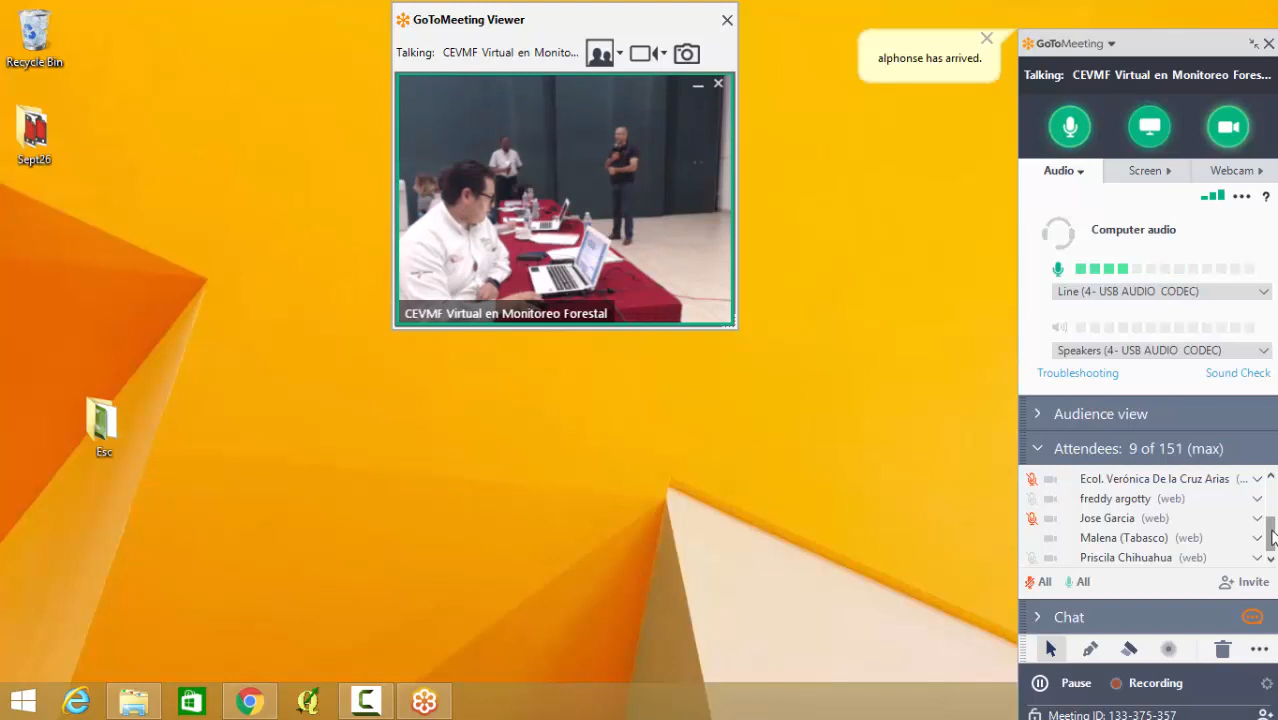 Recycle Bin
Sept26
Esc
GoToMeeting Viewer
Talking: CEVMF Virtual en Monito...
CEVMF Virtual en Monitoreo Forestal
alphonse has arrived.
GoToMeeting
Talking: CEVMF Virtual en Monitoreo Fores...
Audio Screen Webcam
?
Computer audio
Line (4- USB AUDIO CODEC)
Speakers (4- USB AUDIO CODEC)
Troubleshooting Sound Check
Audience view
Attendees: 9 of 151 (max)
Ecol. Verónica De la Cruz Arias (...
freddy argotty (web)
Jose Garcia (web)
Malena (Tabasco) (web)
Priscila Chihuahua (web)
All All Invite
Chat
Pause Recording
Meeting ID: 133-375-357